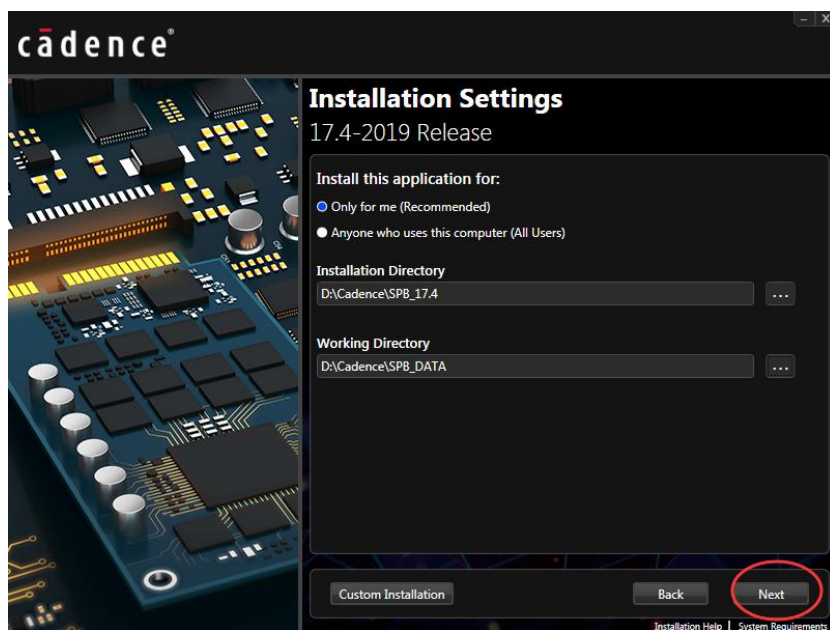 cādence®
Installation Settings
17.4-2019 Release
Install this application for:
Only for me (Recommended)
Anyone who uses this computer (All Users)
Installation Directory
D:\Cadence\SPB_17.4
...
Working Directory
D:\Cadence\SPB_DATA
...
Custom Installation
Back
Next
Installation Help | System Requirements